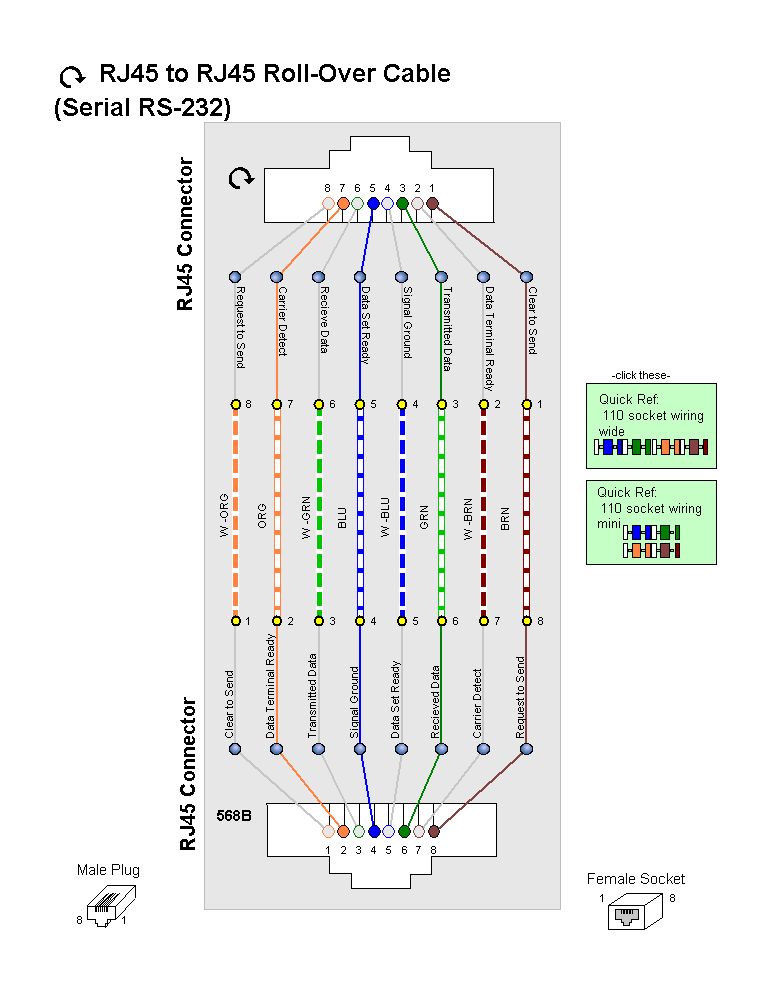 RJ45 to RJ45 Roll-Over Cable
(Serial RS-232)
RJ45 Connector
8 7 6 5 4 3 2 1
Request to Send
Carrier Detect
Recieve Data
Data Set Ready
Signal Ground
Transmitted Data
Data Terminal Ready
Clear to Send
8 7 6 5 4 3 2 1
W -ORG
ORG
W -GRN
BLU
W -BLU
GRN
W -BRN
BRN
-click these-
Quick Ref:
110 socket wiring
wide
Quick Ref:
110 socket wiring
mini
1 2 3 4 5 6 7 8
Clear to Send
Data Terminal Ready
Transmitted Data
Signal Ground
Data Set Ready
Recieved Data
Carrier Detect
Request to Send
RJ45 Connector
568B
1 2 3 4 5 6 7 8
Male Plug
8 1
Female Socket
1 8